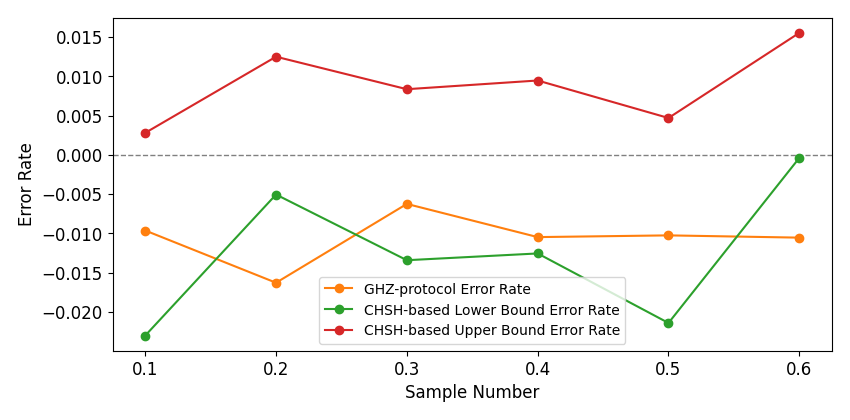 0.015
0.010
0.005
0.000
−0.005
−0.010
−0.015
−0.020
Error Rate
GHZ-protocol Error Rate
CHSH-based Lower Bound Error Rate
CHSH-based Upper Bound Error Rate
0.1 0.2 0.3 0.4 0.5 0.6
Sample Number